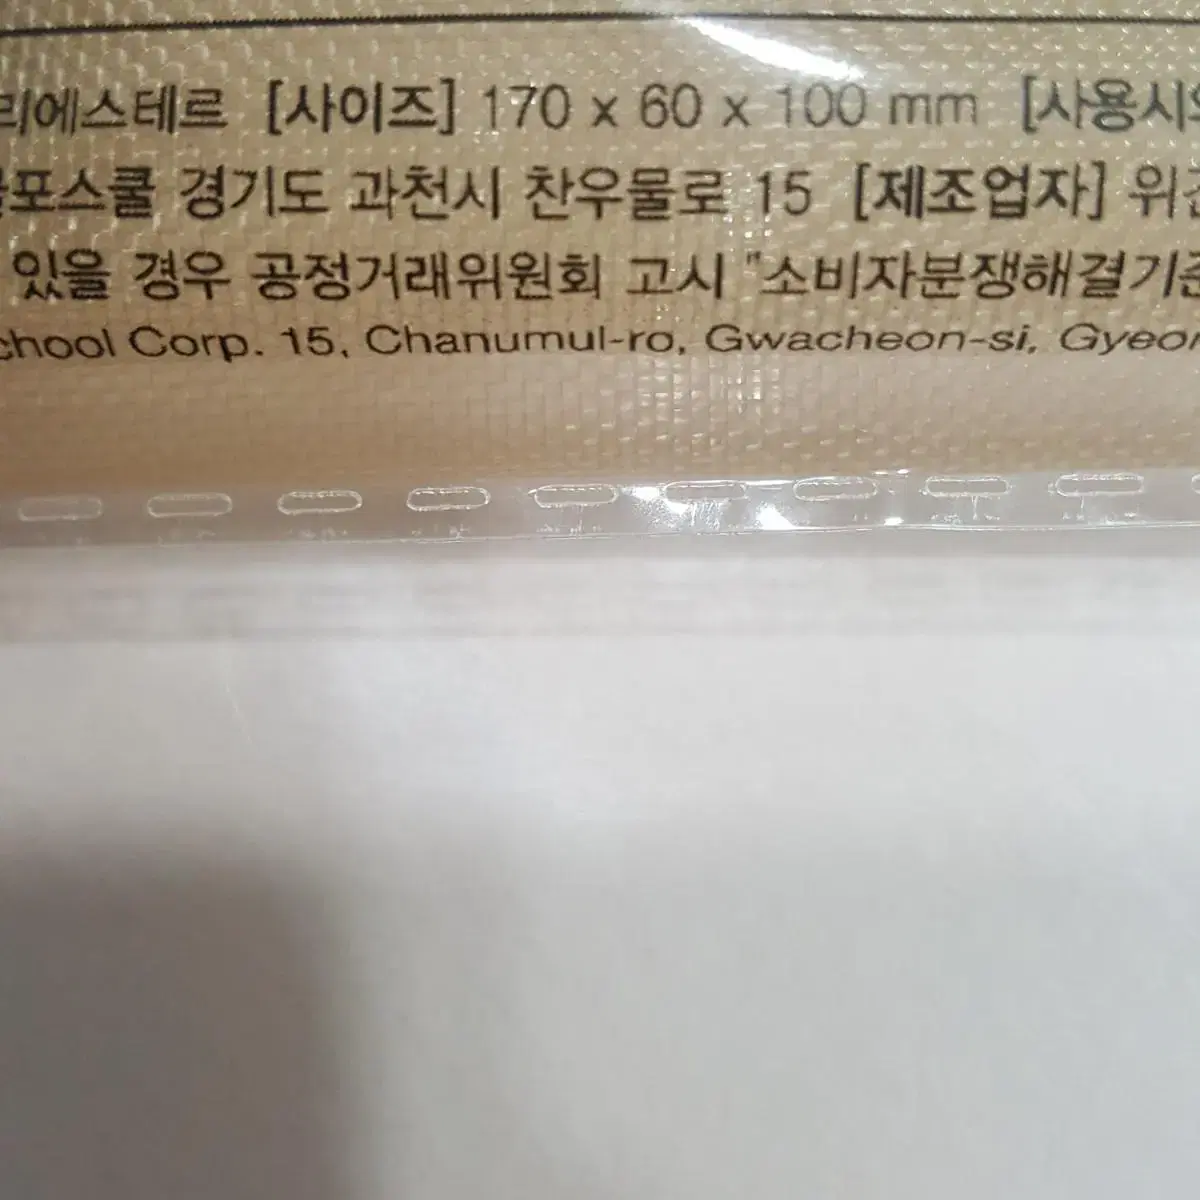 리에스테르 [사이즈] 170 x 60 x 100 mm [사용시
포스쿨 경기도 과천시 찬우물로 15 [제조업자] 위
있을 경우 공정거래위원회 고시 "소비자분쟁해결기준
chool Corp. 15, Chanumul-ro, Gwacheon-si, Gyeon